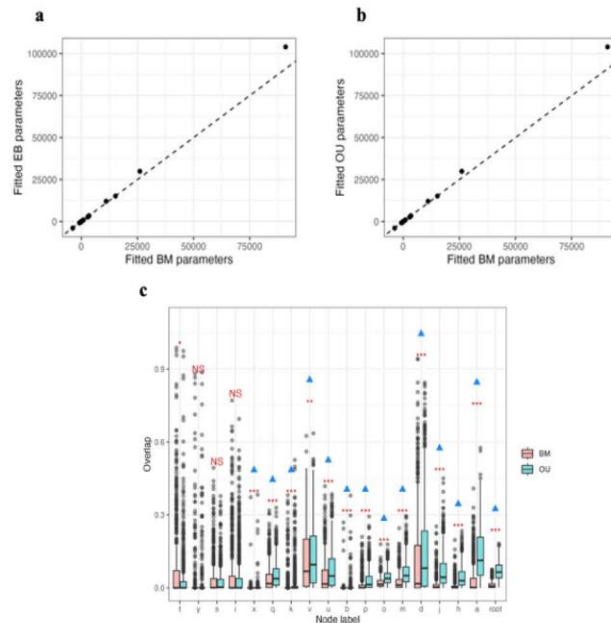 a
b
100000
75000
50000
25000
0
Fitted EB parameters
0 25000 50000 75000
Fitted BM parameters
100000
75000
50000
25000
0
Fitted OU parameters
0 25000 50000 75000
Fitted BM parameters
c
0.9
0.6
0.3
0.0
Overlap
* NS NS NS *** *** *** ** *** *** *** *** *** *** *** *** *** ***
t y s i x q k v u b p o m d j h a root
Node label
BM
OU